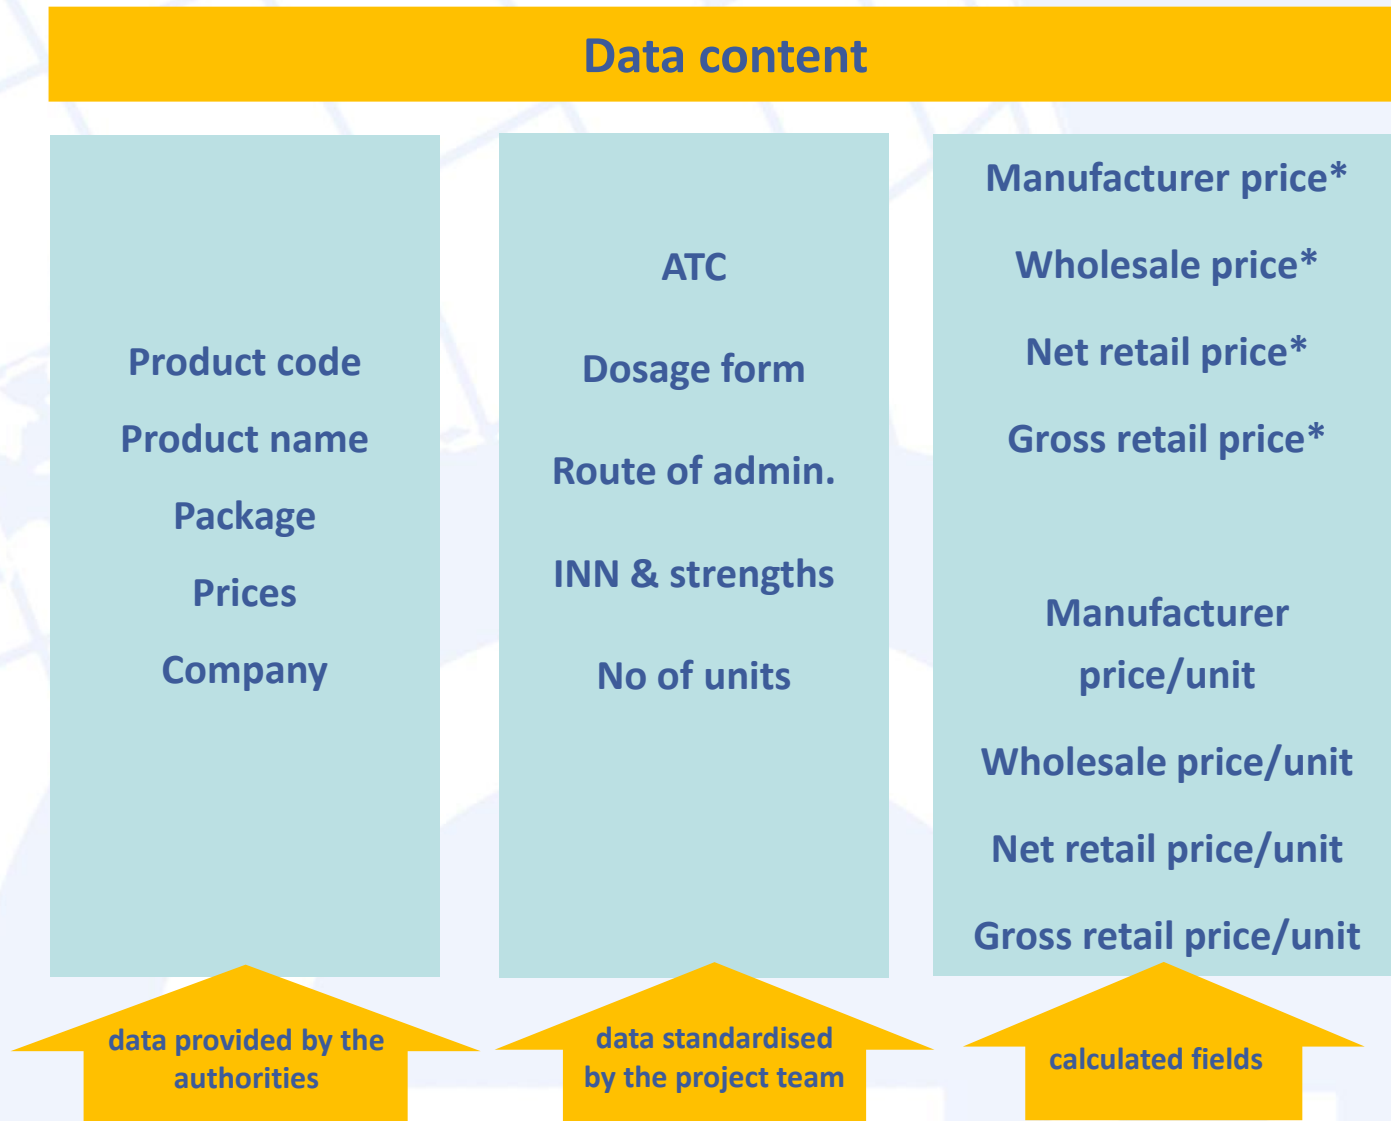 Data content
Product code
Product name
Package
Prices
Company
ATC
Dosage form
Route of admin.
INN & strengths
No of units
Manufacturer price*
Wholesale price*
Net retail price*
Gross retail price*
Manufacturer
price/unit
Wholesale price/unit
Net retail price/unit
Gross retail price/unit
data provided by the
authorities
data standardised
by the project team
calculated fields